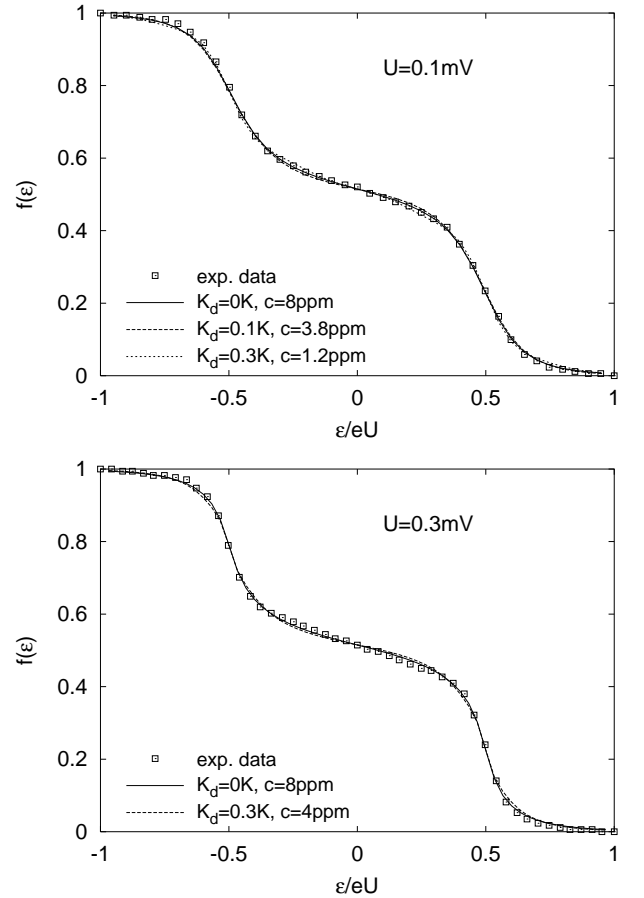 1
0.8
0.6
0.4
0.2
0
f(ε)
U=0.1mV
exp. data
K_d=0K, c=8ppm
K_d=0.1K, c=3.8ppm
K_d=0.3K, c=1.2ppm
-1 -0.5 0 0.5 1
ε/eU
1
0.8
0.6
0.4
0.2
0
f(ε)
U=0.3mV
exp. data
K_d=0K, c=8ppm
K_d=0.3K, c=4ppm
-1 -0.5 0 0.5 1
ε/eU